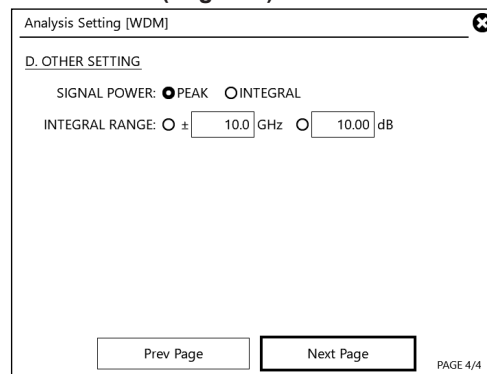 Analysis Setting [WDM]
D. OTHER SETTING
SIGNAL POWER: PEAK INTEGRAL
INTEGRAL RANGE: ± 10.0 GHz 10.00 dB
Prev Page Next Page PAGE 4/4